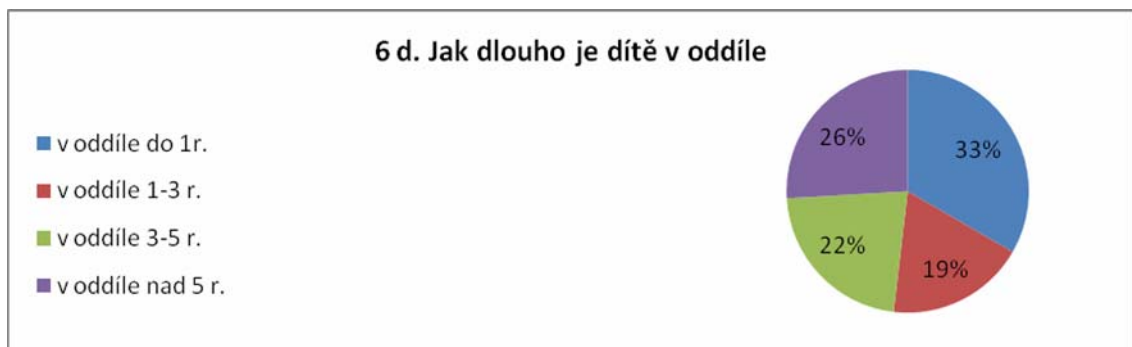 6 d. Jak dlouho je dítě v oddíle
v oddíle do 1r.
v oddíle 1-3 r.
v oddíle 3-5 r.
v oddíle nad 5 r.
26%
33%
22%
19%